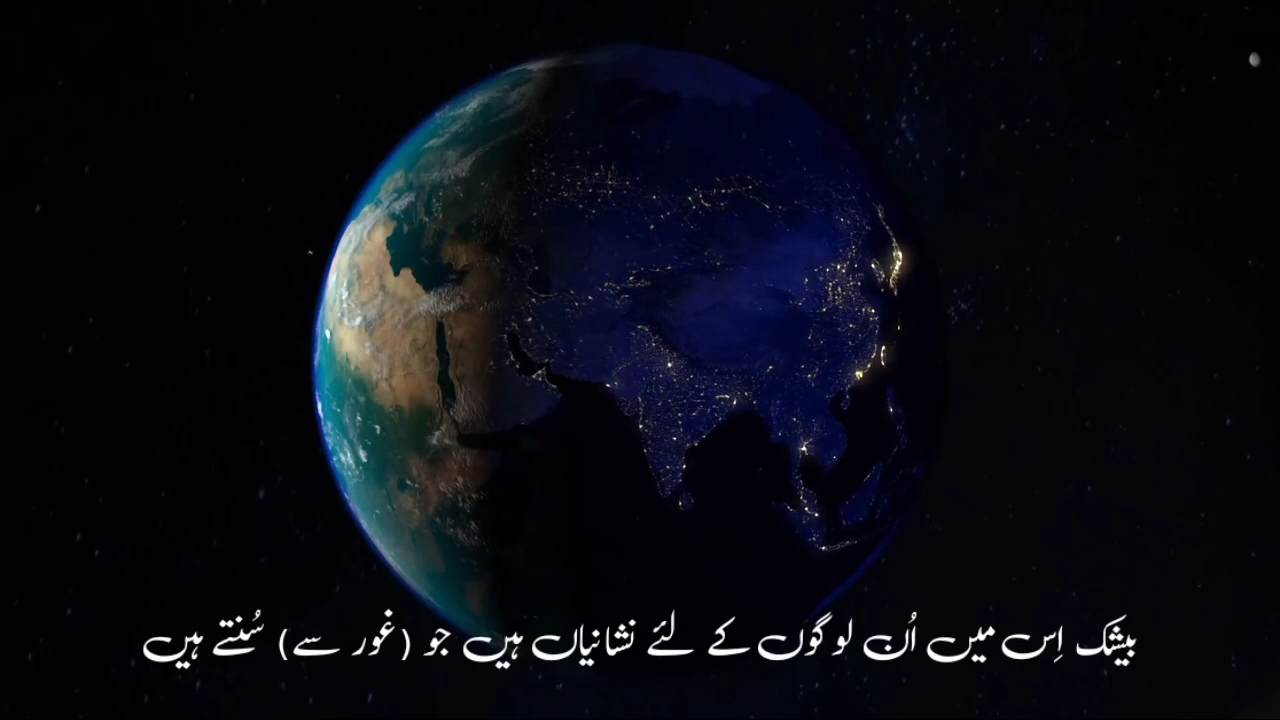 بیشک اِس میں اُن لوگوں کے لئے نشانیاں ہیں جو (غور سے) سُنتے ہیں